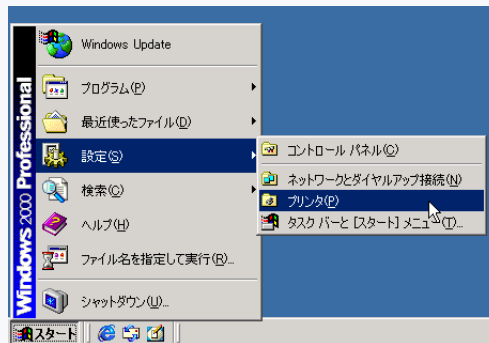 Windows 2000 Professional
Windows Update
プログラム(P)
最近使ったファイル(D)
設定(S)
検索(C)
ヘルプ(H)
ファイル名を指定して実行(R)...
シャットダウン(U)...
コントロール パネル(C)
ネットワークとダイヤルアップ接続(N)
プリンタ(P)
タスク バーと [スタート] メニュー(T)...
スタート